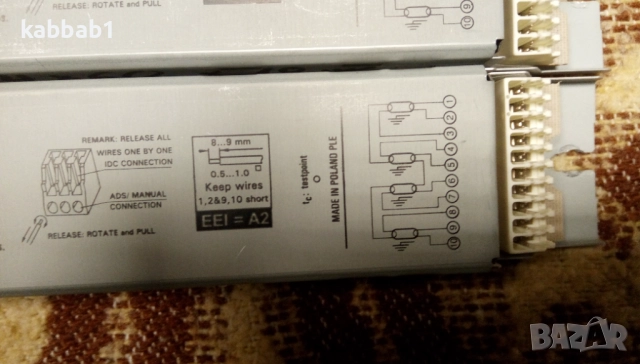 kabbab1
RELEASE: ROTATE and PULL
9
10
REMARK: RELEASE ALL
WIRES ONE BY ONE
IDC CONNECTION
ADS/ MANUAL
CONNECTION
RELEASE: ROTATE and PULL
8...9 mm
0.5...1.0
Keep wires
1,2&9,10 short
EEI = A2
tc: testpoint
MADE IN POLAND PLE
1
2
3
4
5
6
7
8
9
10
BAZAR